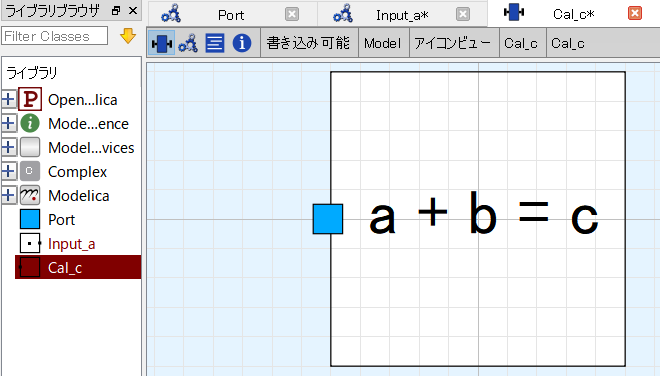 ライブラリブラウザ
Filter Classes
ライブラリ
P Open...lica
i Mode...ence
Model...vices
C Complex
m Modelica
Port
Input_a
Cal_c
Port
Input_a*
Cal_c*
書き込み可能 Model アイコンビュー Cal_c Cal_c
a + b = c